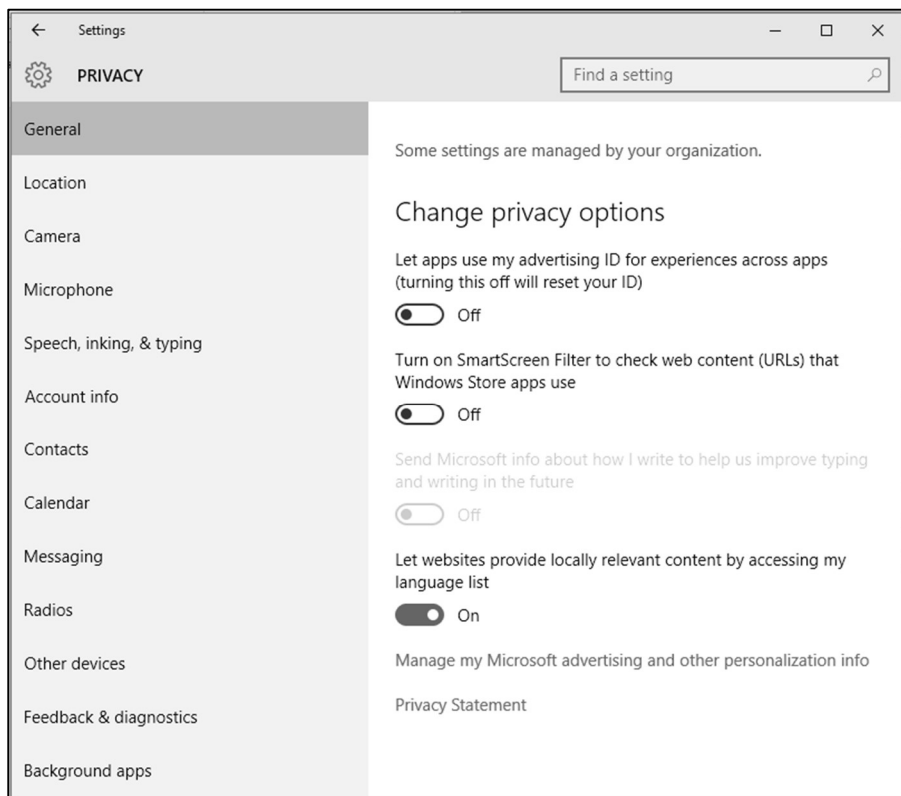 Settings
PRIVACY
Find a setting
General
Location
Camera
Microphone
Speech, inking, & typing
Account info
Contacts
Calendar
Messaging
Radios
Other devices
Feedback & diagnostics
Background apps
Some settings are managed by your organization.
Change privacy options
Let apps use my advertising ID for experiences across apps
(turning this off will reset your ID)
Off
Turn on SmartScreen Filter to check web content (URLs) that
Windows Store apps use
Off
Send Microsoft info about how I write to help us improve typing
and writing in the future
Off
Let websites provide locally relevant content by accessing my
language list
On
Manage my Microsoft advertising and other personalization info
Privacy Statement